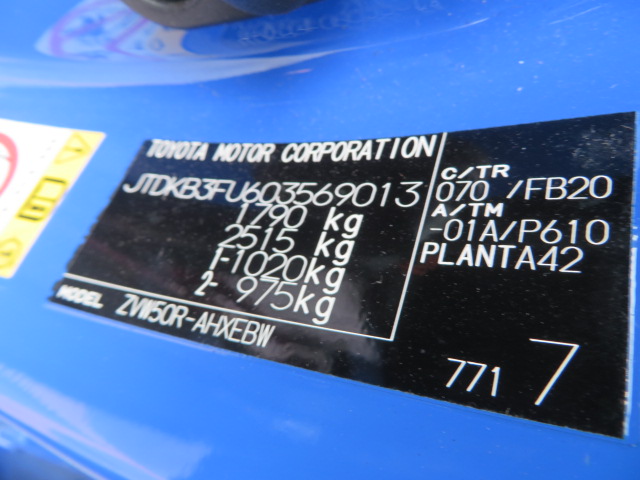 TOYOTA MOTOR CORPORATION
JTDKB3FU603569013
1790 kg
2515 kg
1-1020kg
2- 975kg
MODEL ZVW50R-AHXEBW
C/TR
070 /FB20
A/TM
-01A/P610
PLANTA42
771 7